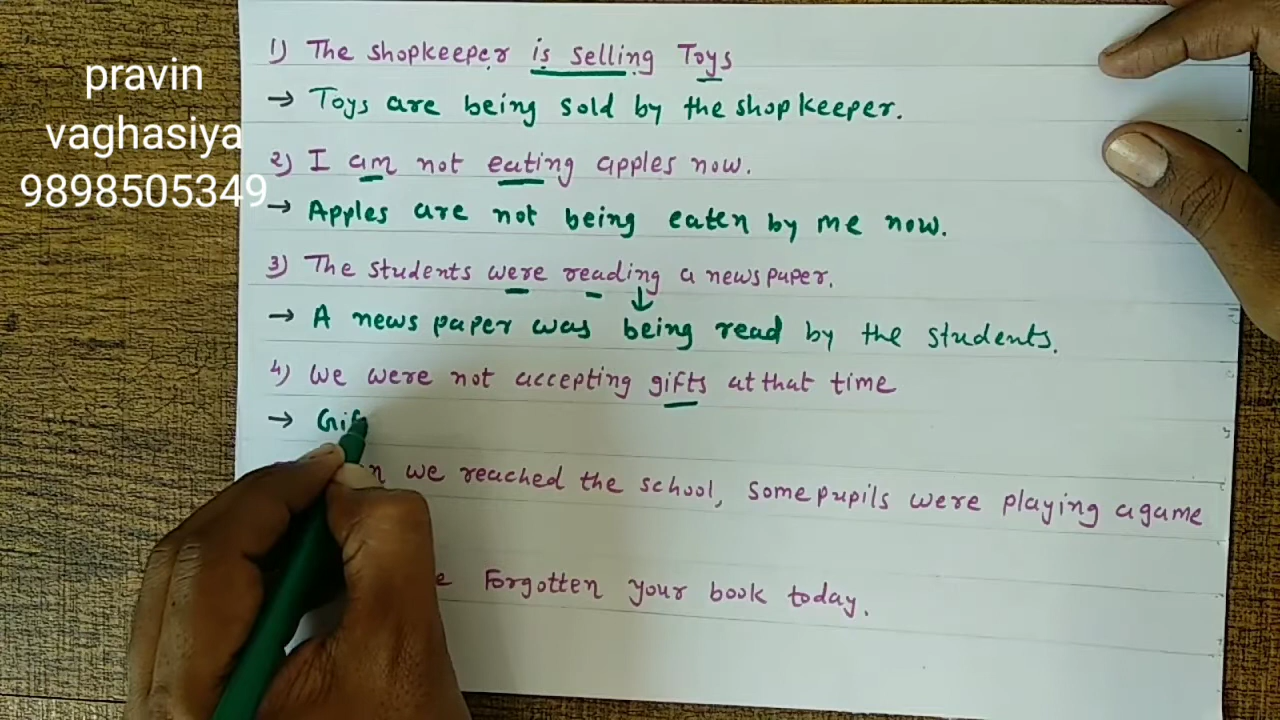 pravin
vaghasiya
9898505349
1) The shopkeeper is selling Toys
→ Toys are being sold by the shopkeeper.
2) I am not eating apples now.
→ Apples are not being eaten by me now.
3) The students were reading a newspaper.
→ A news paper was being read by the students.
4) We were not accepting gifts at that time
→ Gif
we reached the school, some pupils were playing a game
Forgotten your book today.